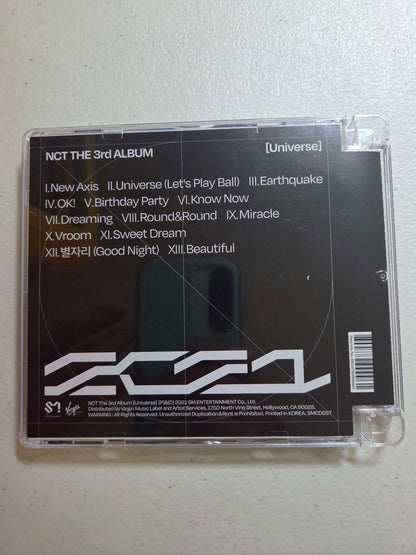 NCT THE 3rd ALBUM [Universe]
I.New Axis II.Universe (Let's Play Ball) III.Earthquake
IV.OK! V.Birthday Party VI.Know Now
VII.Dreaming VIII.Round&Round IX.Miracle
X.Vroom XI.Sweet Dream
XII.별자리 (Good Night) XIII.Beautiful
2021
SM Virgin
NCT The 3rd Album [Universe] (P)&(C) 2021 SM ENTERTAINMENT Co., Ltd.
Distributed by Virgin Music Label and Artist Services, 1750 North Vine Street, Hollywood, CA 90028.
WARNING : All Rights Reserved. Unauthorized Duplication & Rent is Prohibited. Printed in KOREA. SMCD297